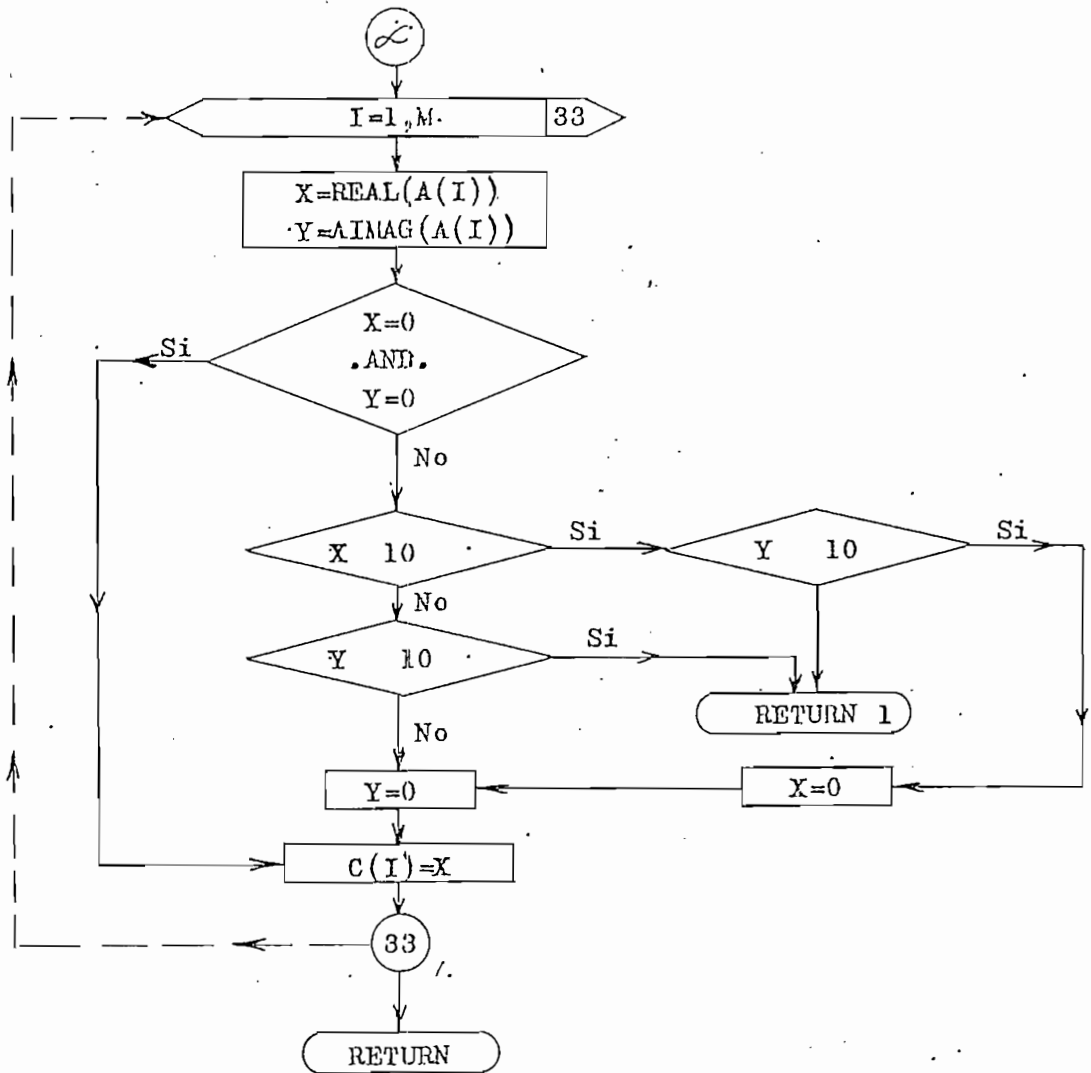 I=1,M. 33
X=REAL(A(I))
Y=AIMAG(A(I))
X=0
.AND.
Y=0
Si
No
X 10
Si
Y 10
Si
No
Y 10
Si
RETURN 1
No
Y=0
X=0
C(I)=X
33
RETURN